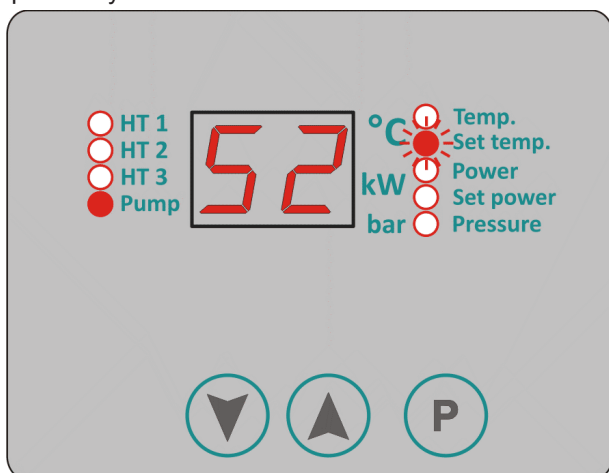 HT 1
HT 2
HT 3
Pump
52
°C
kW
bar
Temp.
Set temp.
Power
Set power
Pressure
P